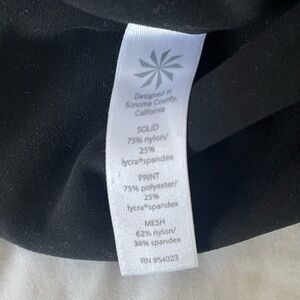 Designed in
Sonoma County,
California
SOLID
75% nylon/
25%
lycra®spandex
PRINT
75% polyester/
25%
lycra®spandex
MESH
62% nylon/
38% spandex
RN #54023